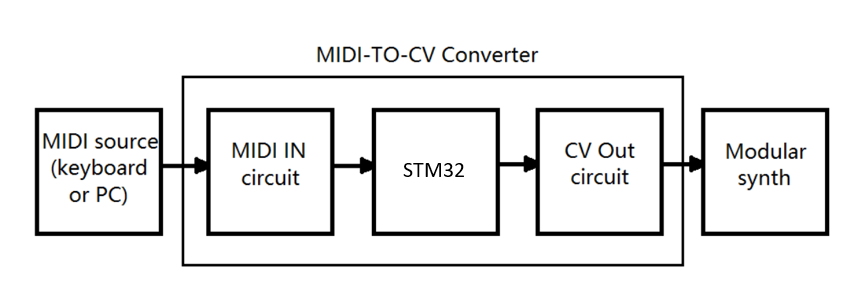 MIDI-TO-CV Converter
MIDI source
(keyboard
or PC)
MIDI IN
circuit
STM32
CV Out
circuit
Modular
synth